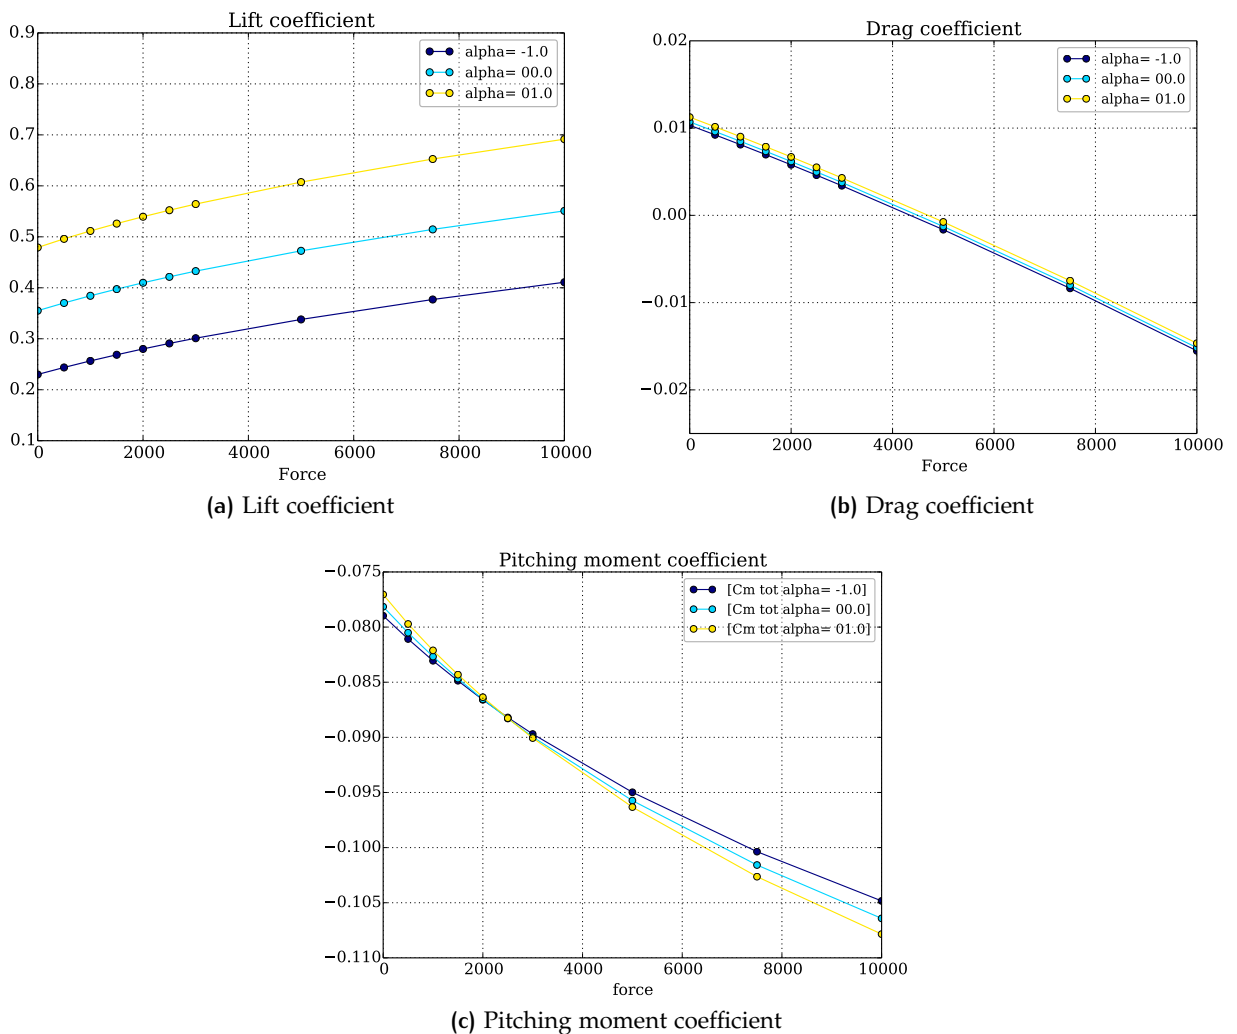 Lift coefficient
0.9
0.8
0.7
0.6
0.5
0.4
0.3
0.2
0.1
alpha= -1.0
alpha= 00.0
alpha= 01.0
0 2000 4000 6000 8000 10000
Force
(a) Lift coefficient
Drag coefficient
0.02
0.01
0.00
−0.01
−0.02
alpha= -1.0
alpha= 00.0
alpha= 01.0
0 2000 4000 6000 8000 10000
Force
(b) Drag coefficient
Pitching moment coefficient
−0.075
−0.080
−0.085
−0.090
−0.095
−0.100
−0.105
−0.110
[Cm tot alpha= -1.0]
[Cm tot alpha= 00.0]
[Cm tot alpha= 01.0]
0 2000 4000 6000 8000 10000
force
(c) Pitching moment coefficient